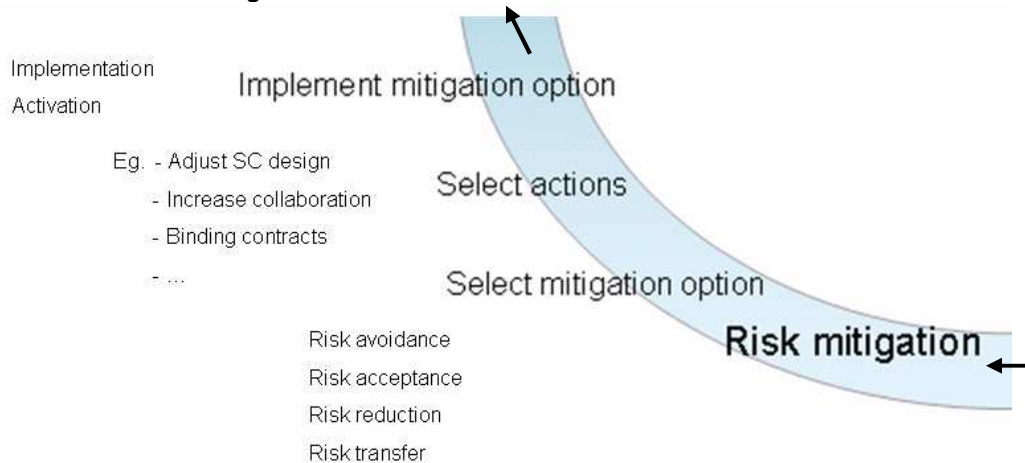 Implementation
Activation
Implement mitigation option
Eg. - Adjust SC design
- Increase collaboration
- Binding contracts
- ...
Select actions
Select mitigation option
Risk mitigation
Risk avoidance
Risk acceptance
Risk reduction
Risk transfer